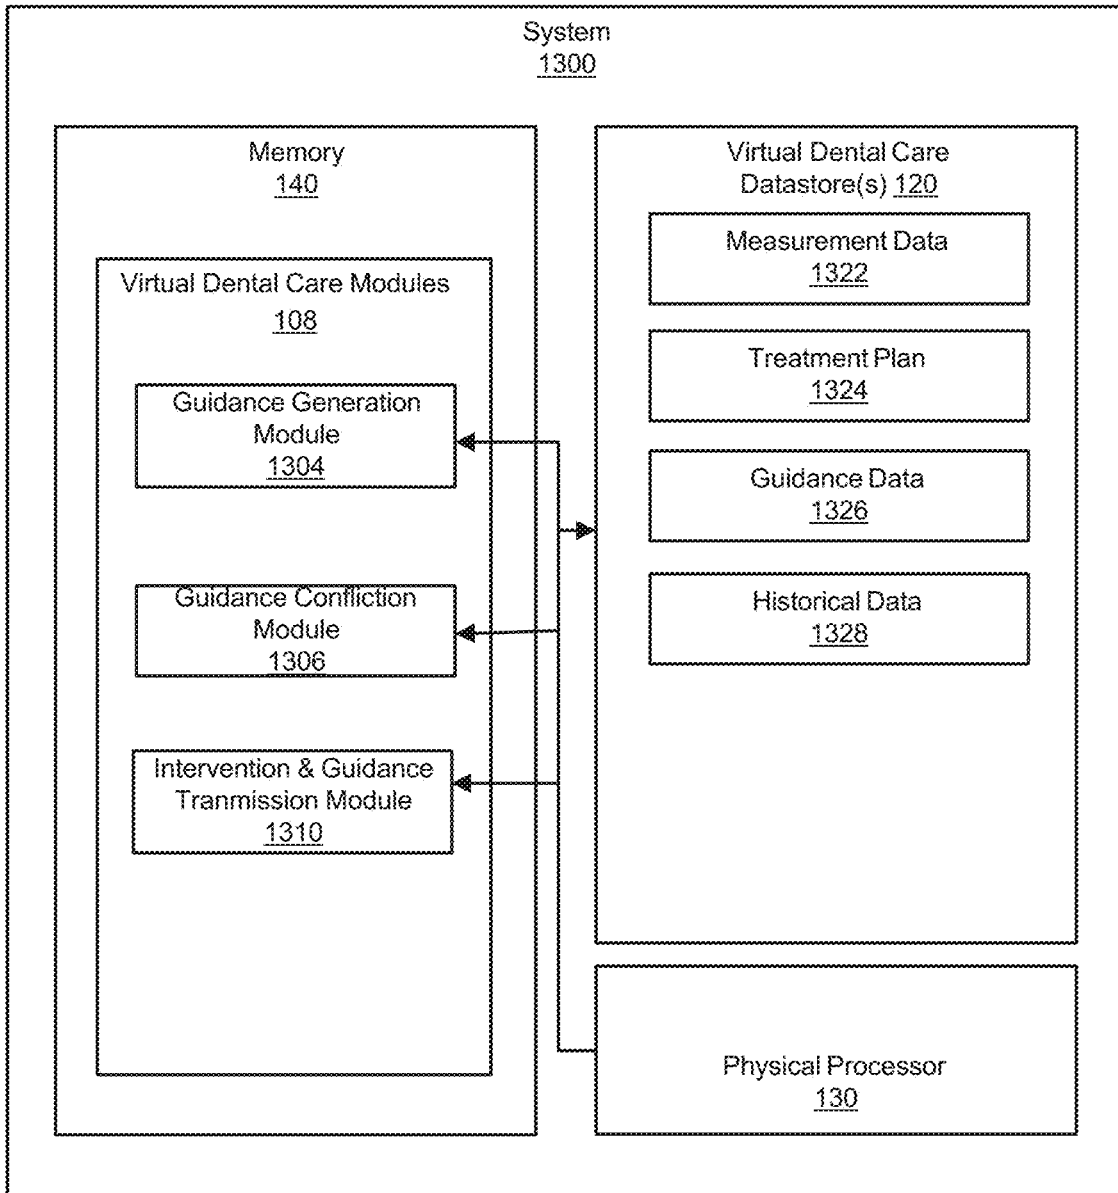 System
1300
Memory
140
Virtual Dental Care Modules
108
Guidance Generation
Module
1304
Guidance Confliction
Module
1306
Intervention & Guidance
Tranmission Module
1310
Virtual Dental Care
Datastore(s) 120
Measurement Data
1322
Treatment Plan
1324
Guidance Data
1326
Historical Data
1328
Physical Processor
130